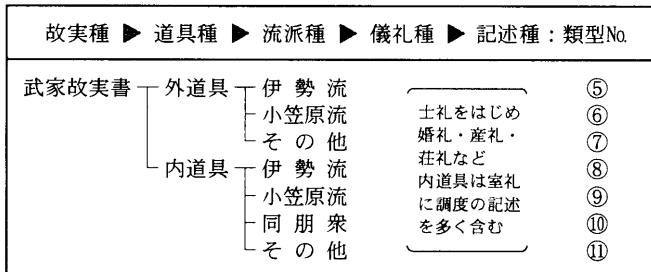 故実種 ▶ 道具種 ▶ 流派種 ▶ 儀礼種 ▶ 記述種：類型No.
武家故実書 外道具 伊勢流 ⑤
小笠原流 士礼をはじめ ⑥
その他 婚礼・産礼・ ⑦
荘礼など
内道具 伊勢流 内道具は室礼 ⑧
小笠原流 に調度の記述 ⑨
同朋衆 を多く含む ⑩
その他 ⑪